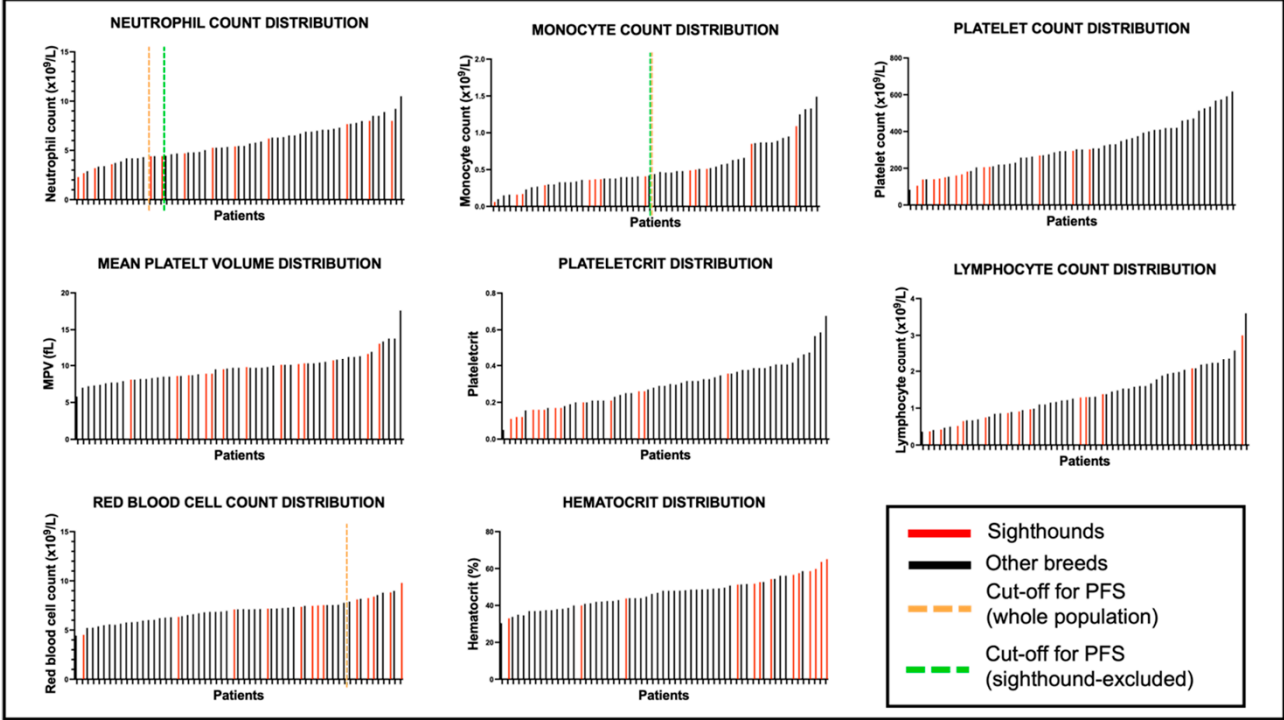 NEUTROPHIL COUNT DISTRIBUTION
Neutrophil count (x10⁹/L)
15
10
5
0
Patients
MONOCYTE COUNT DISTRIBUTION
Monocyte count (x10⁹/L)
2.0
1.5
1.0
0.5
0.0
Patients
PLATELET COUNT DISTRIBUTION
Platelet count (x10⁹/L)
800
600
400
200
0
Patients
MEAN PLATELT VOLUME DISTRIBUTION
MPV (fL)
20
15
10
5
0
Patients
PLATELETCRIT DISTRIBUTION
Plateletcrit
0.8
0.6
0.4
0.2
0.0
Patients
LYMPHOCYTE COUNT DISTRIBUTION
Lymphocyte count (x10⁹/L)
4
3
2
1
0
Patients
RED BLOOD CELL COUNT DISTRIBUTION
Red blood cell count (x10⁹/L)
15
10
5
0
Patients
HEMATOCRIT DISTRIBUTION
Hematocrit (%)
80
60
40
20
0
Patients
Sighthounds
Other breeds
Cut-off for PFS
(whole population)
Cut-off for PFS
(sighthound-excluded)